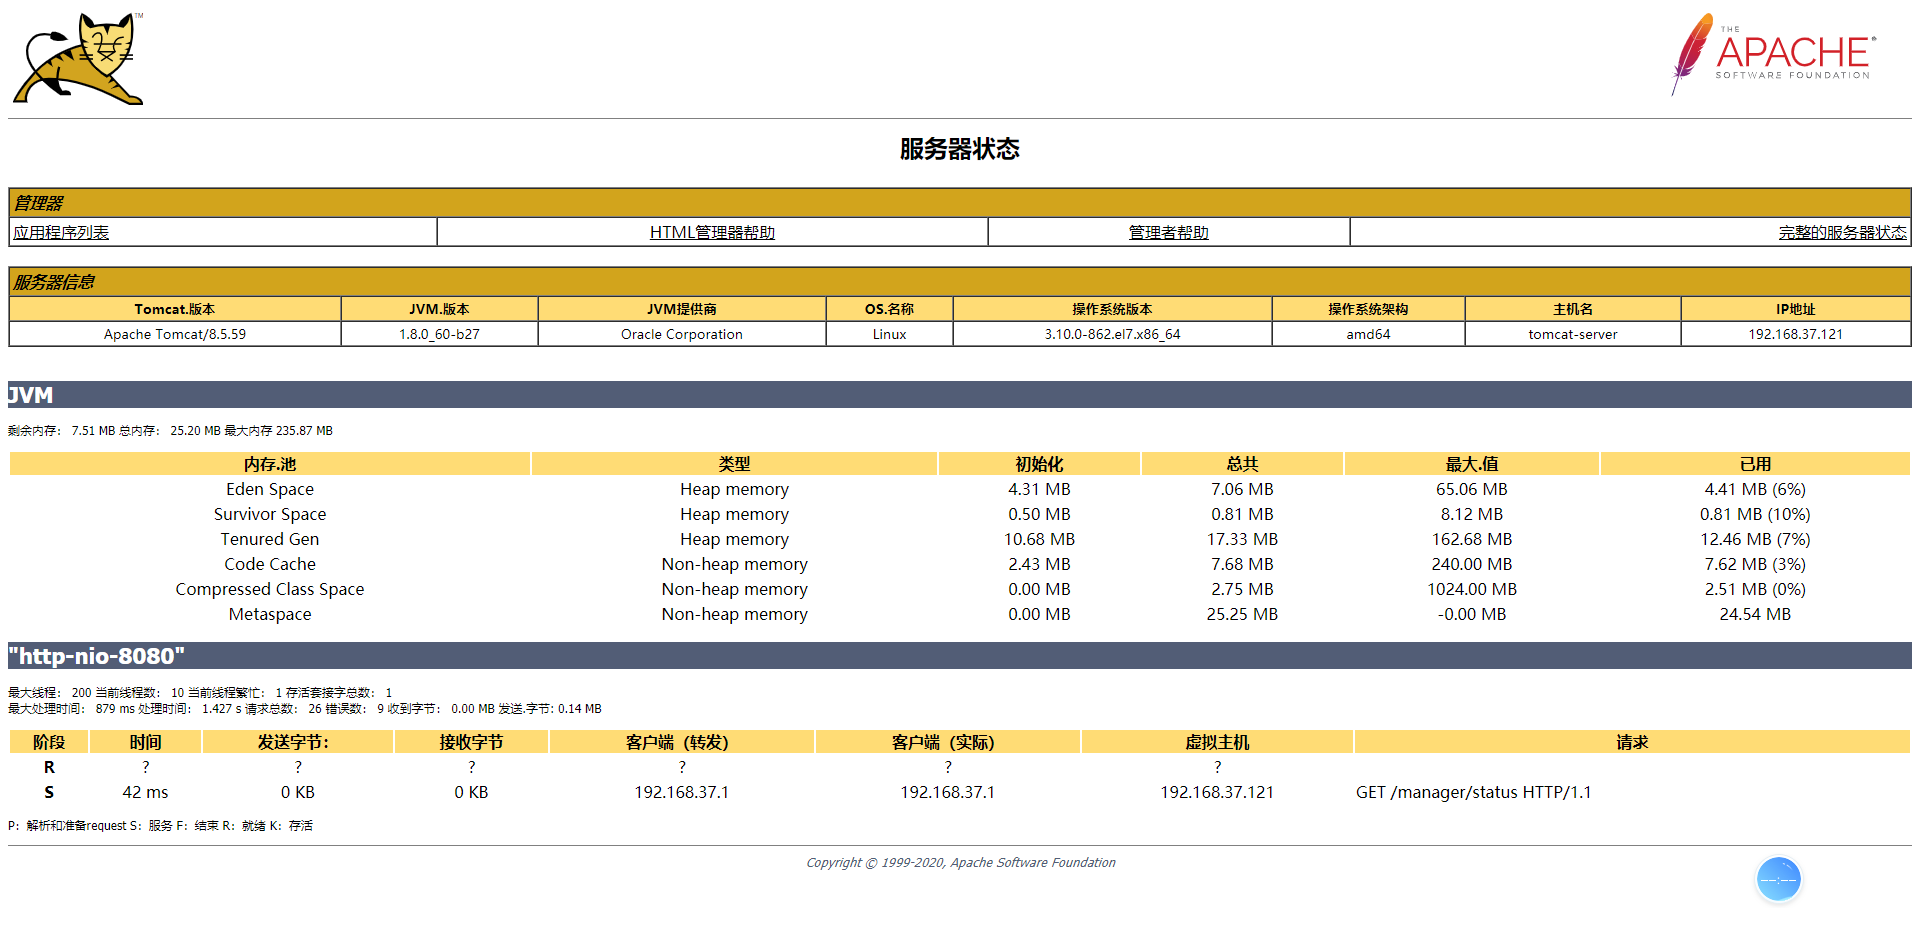 TM
THE
APACHE®
SOFTWARE FOUNDATION
服务器状态
管理器
应用程序列表 HTML管理器帮助 管理者帮助 完整的服务器状态
服务器信息
Tomcat.版本 JVM.版本 JVM提供商 OS.名称 操作系统版本 操作系统架构 主机名 IP地址
Apache Tomcat/8.5.59 1.8.0_60-b27 Oracle Corporation Linux 3.10.0-862.el7.x86_64 amd64 tomcat-server 192.168.37.121
JVM
剩余内存： 7.51 MB 总内存： 25.20 MB 最大内存 235.87 MB
内存.池 类型 初始化 总共 最大.值 已用
Eden Space Heap memory 4.31 MB 7.06 MB 65.06 MB 4.41 MB (6%)
Survivor Space Heap memory 0.50 MB 0.81 MB 8.12 MB 0.81 MB (10%)
Tenured Gen Heap memory 10.68 MB 17.33 MB 162.68 MB 12.46 MB (7%)
Code Cache Non-heap memory 2.43 MB 7.68 MB 240.00 MB 7.62 MB (3%)
Compressed Class Space Non-heap memory 0.00 MB 2.75 MB 1024.00 MB 2.51 MB (0%)
Metaspace Non-heap memory 0.00 MB 25.25 MB -0.00 MB 24.54 MB
"http-nio-8080"
最大线程： 200 当前线程数： 10 当前线程繁忙： 1 存活套接字总数： 1
最大处理时间： 879 ms 处理时间： 1.427 s 请求总数： 26 错误数： 9 收到字节： 0.00 MB 发送.字节: 0.14 MB
阶段 时间 发送字节： 接收字节 客户端（转发） 客户端（实际） 虚拟主机 请求
R ? ? ? ? ? ?
S 42 ms 0 KB 0 KB 192.168.37.1 192.168.37.1 192.168.37.121 GET /manager/status HTTP/1.1
P：解析和准备request S：服务 F：结束 R：就绪 K：存活
Copyright © 1999-2020, Apache Software Foundation
--:--